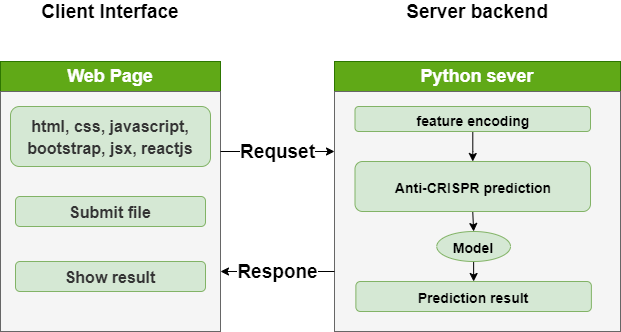 Client Interface
Server backend
Web Page
html, css, javascript,
bootstrap, jsx, reactjs
Submit file
Show result
Requset
Respone
Python sever
feature encoding
Anti-CRISPR prediction
Model
Prediction result